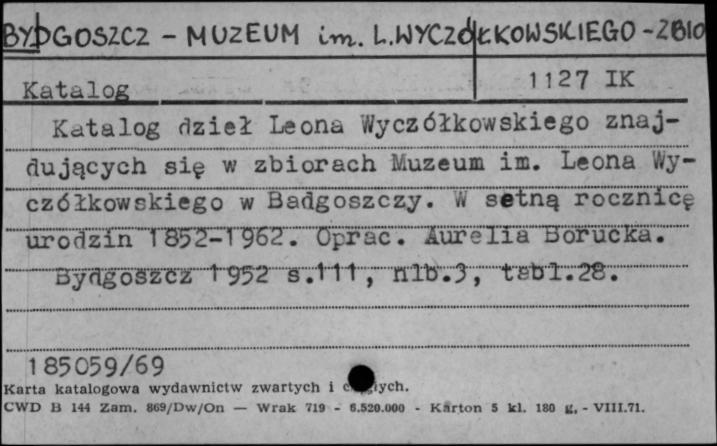 BYDGOSZCZ - MUZEUM im. L.WYCZÓŁKOWSKIEGO - ZBIO
Katalog 1127 IK
Katalog dzieł Leona Wyczółkowskiego znaj-
dujących się w zbiorach Muzeum im. Leona Wy-
czółkowskiego w Badgoszczy. W setną rocznicę
urodzin 1852-1962. Oprac. Aurelia Borucka.
Bydgoszcz 1952 s.111, nlb.3, tabl.28.
185059/69
Karta katalogowa wydawnictw zwartych i ciągłych.
CWD B 144 Zam. 869/Dw/On — Wrak 719 - 6.520.000 - Karton 5 kl. 180 g. - VIII.71.